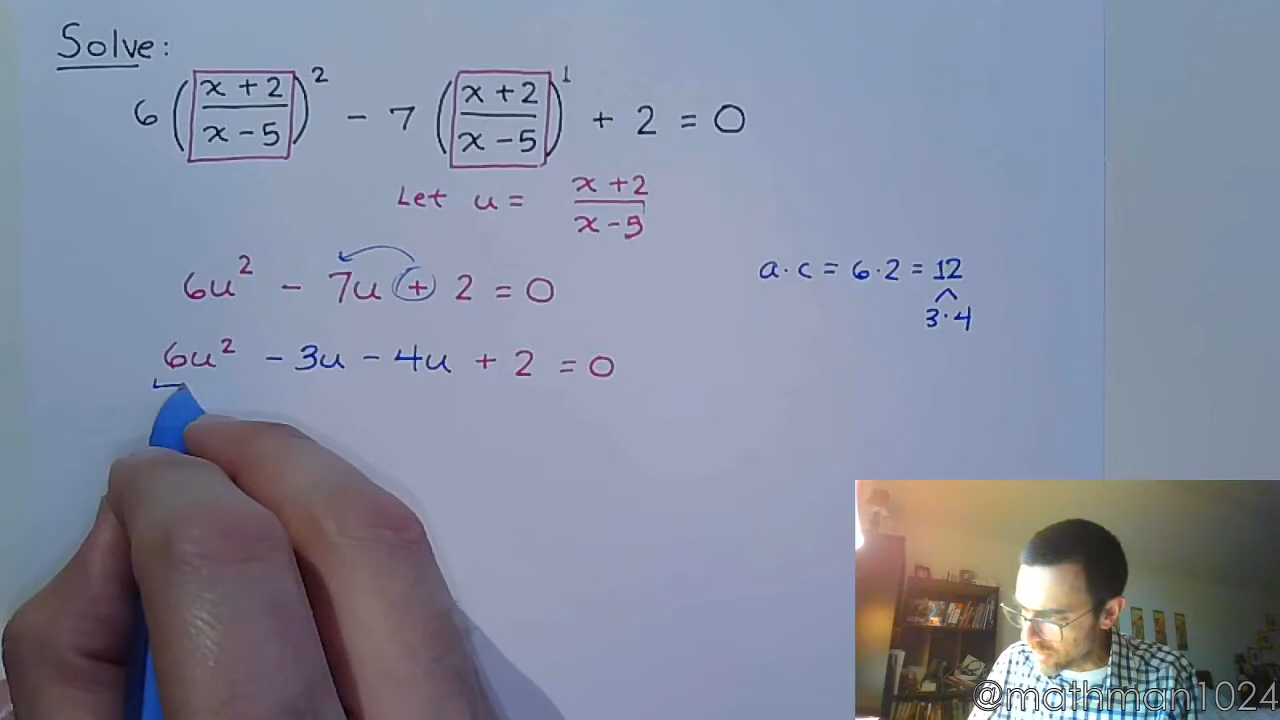 Solve:
6 ( (x + 2)/(x - 5) )² - 7 ( (x + 2)/(x - 5) )¹ + 2 = 0
Let u = (x + 2)/(x - 5)
6u² - 7u + 2 = 0
a · c = 6 · 2 = 12
3 · 4
6u² - 3u - 4u + 2 = 0
@mathman1024